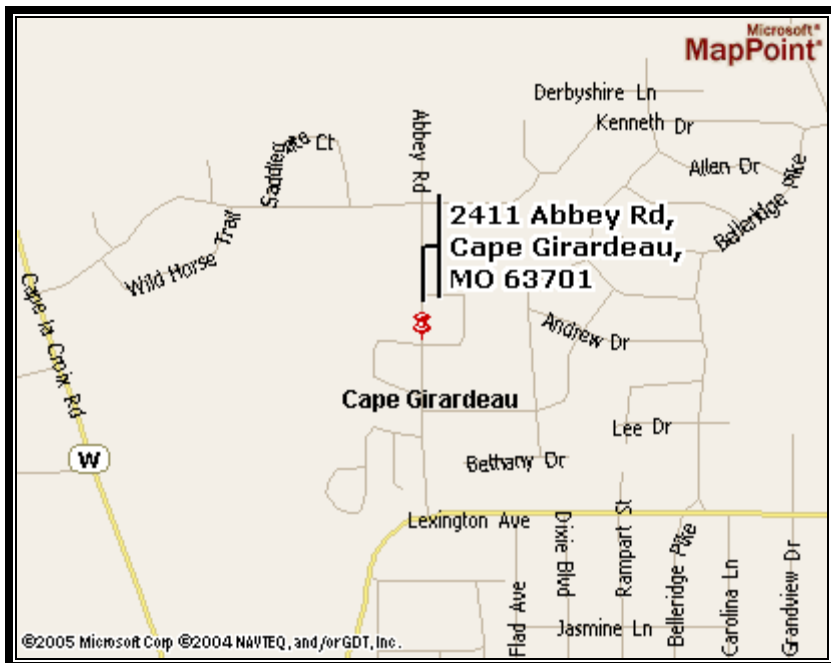 Microsoft®
MapPoint®
Derbyshire Ln
Kenneth Dr
Abbey Rd
Allen Dr
Belleridge Pike
2411 Abbey Rd,
Cape Girardeau,
MO 63701
Wild Horse Trail
Cape la Croix Rd
Andrew Dr
Cape Girardeau
Lee Dr
W
Bethany Dr
Lexington Ave
Dixie Blvd
Rampart St
Belleridge Pike
Carolina Ln
Grandview Dr
Flad Ave
Jasmine Ln
©2005 Microsoft Corp ©2004 NAVTEQ, and/or GDT, Inc.